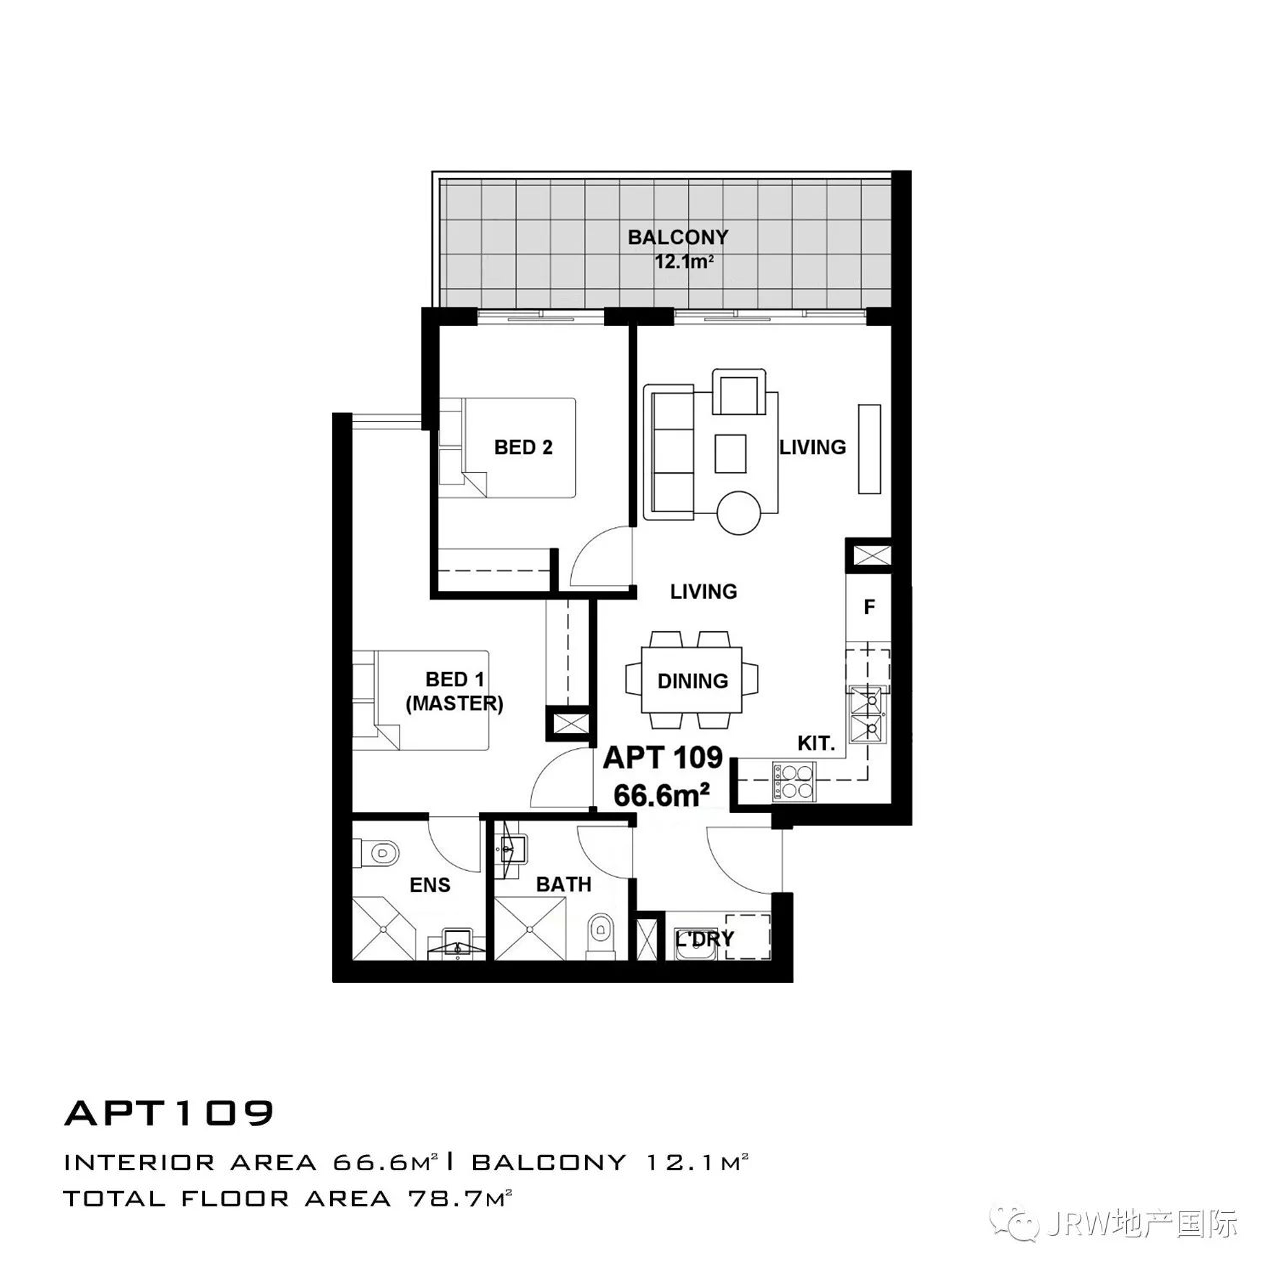 BALCONY
12.1m²
BED 2
LIVING
LIVING
F
BED 1
(MASTER)
DINING
KIT.
APT 109
66.6m²
ENS
BATH
L'DRY
APT109
INTERIOR AREA 66.6M² | BALCONY 12.1M²
TOTAL FLOOR AREA 78.7M²
JRW地产国际